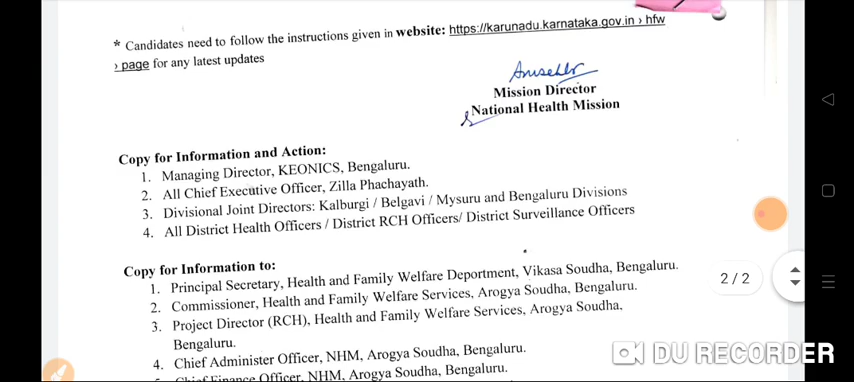 * Candidates need to follow the instructions given in website: https://karunadu.karnataka.gov.in › hfw
› page for any latest updates
Mission Director
National Health Mission
Copy for Information and Action:
1. Managing Director, KEONICS, Bengaluru.
2. All Chief Executive Officer, Zilla Phachayath.
3. Divisional Joint Directors: Kalburgi / Belgavi / Mysuru and Bengaluru Divisions
4. All District Health Officers / District RCH Officers/ District Surveillance Officers
Copy for Information to:
1. Principal Secretary, Health and Family Welfare Deportment, Vikasa Soudha, Bengaluru.
2. Commissioner, Health and Family Welfare Services, Arogya Soudha, Bengaluru.
3. Project Director (RCH), Health and Family Welfare Services, Arogya Soudha,
Bengaluru.
4. Chief Administer Officer, NHM, Arogya Soudha, Bengaluru.
5. Chief Finance Officer, NHM, Arogya Soudha, Bengaluru.
2 / 2
DU RECORDER